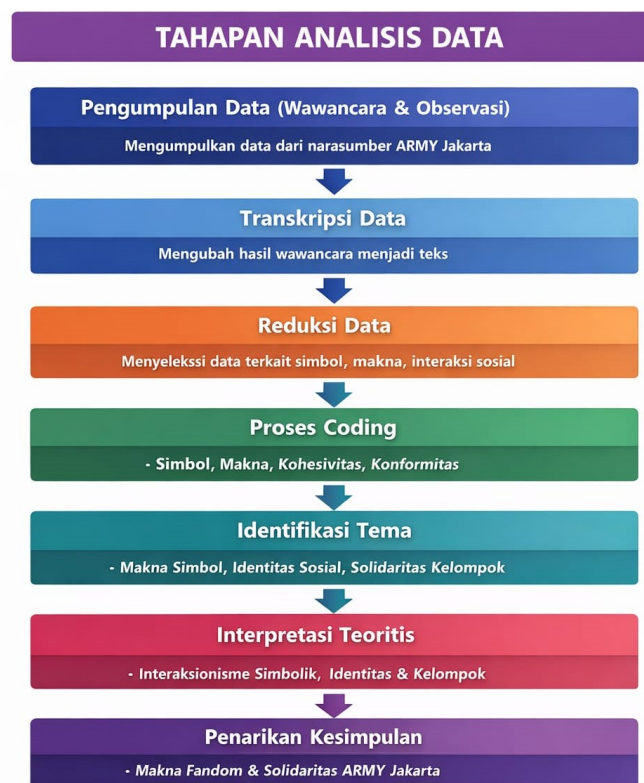 TAHAPAN ANALISIS DATA
Pengumpulan Data (Wawancara & Observasi)
Mengumpulkan data dari narasumber ARMY Jakarta
Transkripsi Data
Mengubah hasil wawancara menjadi teks
Reduksi Data
Menyelekssi data terkait simbol, makna, interaksi sosial
Proses Coding
- Simbol, Makna, Kohesivitas, Konformitas
Identifikasi Tema
- Makna Simbol, Identitas Sosial, Solidaritas Kelompok
Interpretasi Teoritis
- Interaksionisme Simbolik, Identitas & Kelompok
Penarikan Kesimpulan
- Makna Fandom & Solidaritas ARMY Jakarta